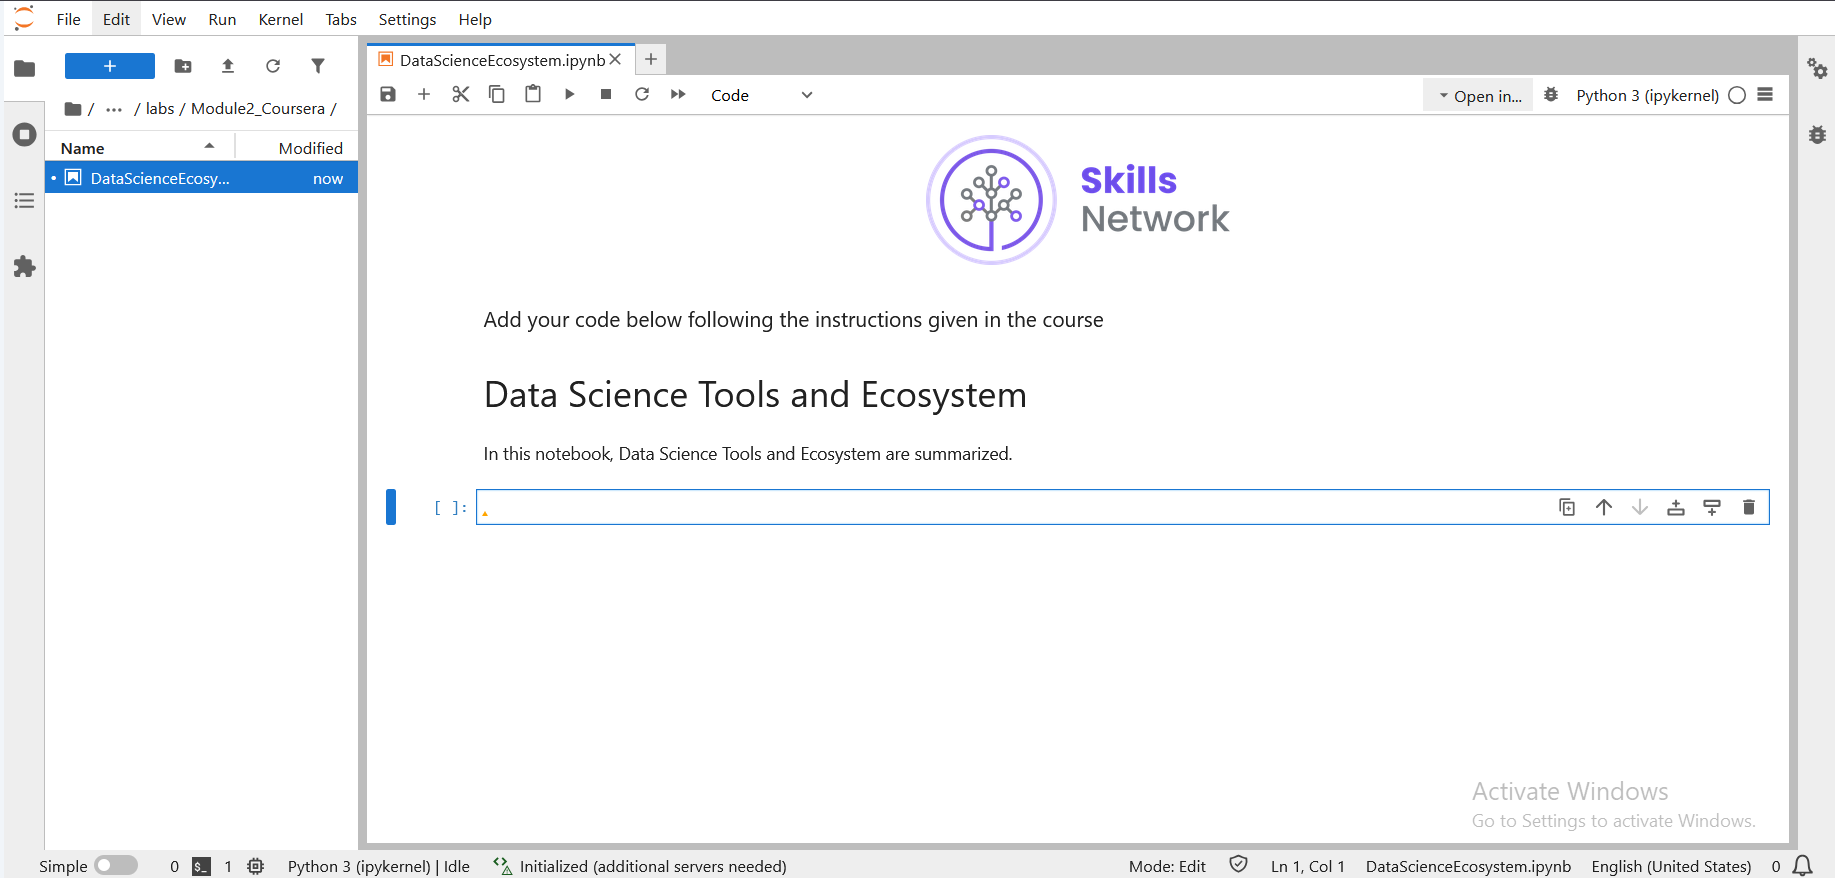 File Edit View Run Kernel Tabs Settings Help
+
/ ... / labs / Module2_Coursera /
Name Modified
DataScienceEcosy... now
DataScienceEcosystem.ipynb
Code
Open in...
Python 3 (ipykernel)
Skills
Network
Add your code below following the instructions given in the course
Data Science Tools and Ecosystem
In this notebook, Data Science Tools and Ecosystem are summarized.
[ ]:
Activate Windows
Go to Settings to activate Windows.
Simple 0 $_ 1 Python 3 (ipykernel) | Idle Initialized (additional servers needed) Mode: Edit Ln 1, Col 1 DataScienceEcosystem.ipynb English (United States) 0